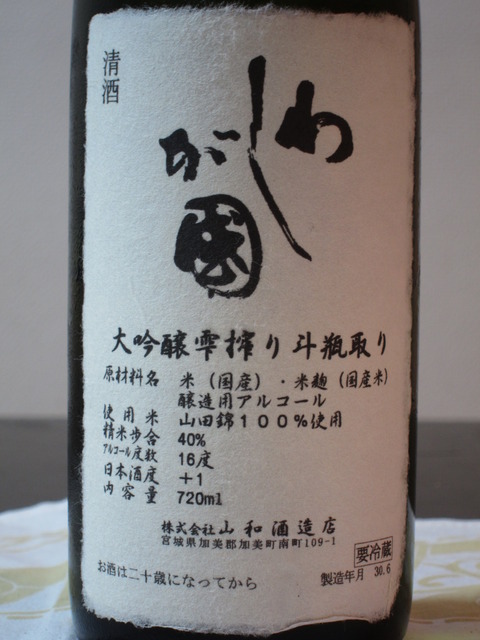 清酒
わしが國
大吟醸雫搾り斗瓶取り
原材料名 米(国産)・米麹(国産米)
醸造用アルコール
使用米 山田錦100%使用
精米歩合 40%
アルコール度数 16度
日本酒度 +1
内容量 720ml
株式会社山和酒造店
宮城県加美郡加美町南町109-1
要冷蔵
お酒は二十歳になってから
製造年月 30.6